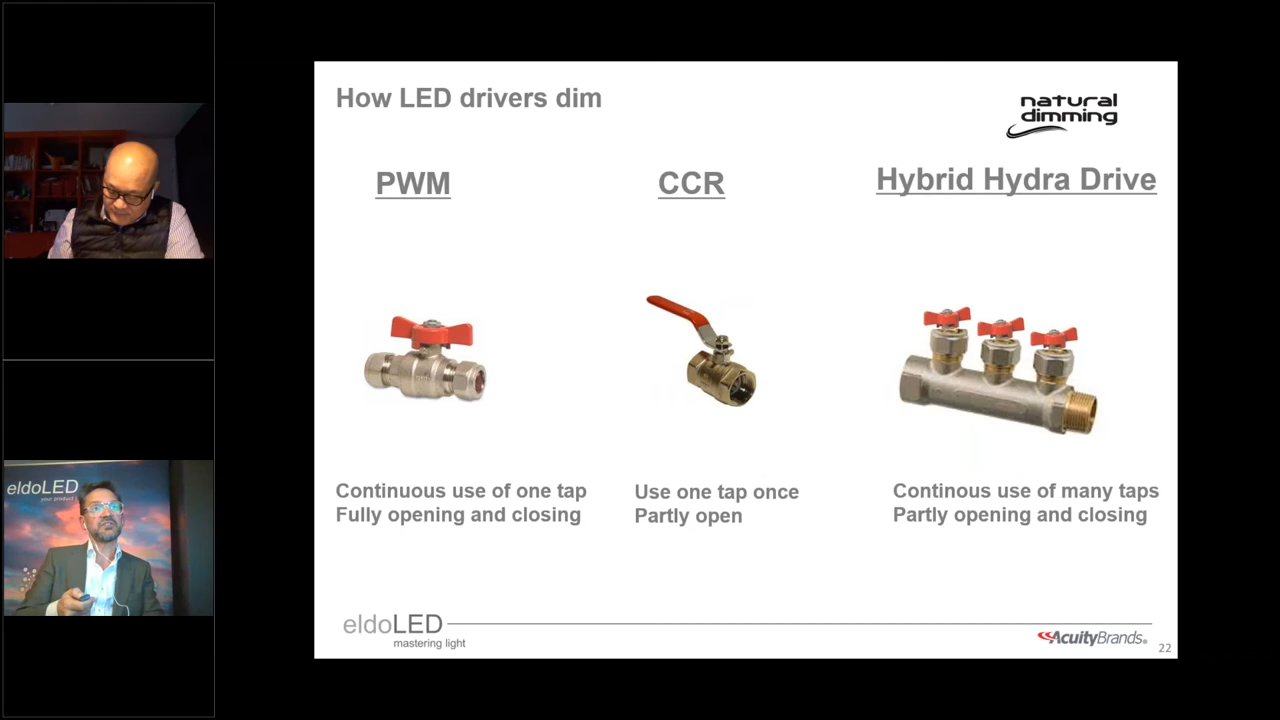 How LED drivers dim
natural
dimming
PWM
CCR
Hybrid Hydra Drive
Continuous use of one tap
Fully opening and closing
Use one tap once
Partly open
Continous use of many taps
Partly opening and closing
eldoLED
mastering light
AcuityBrands
22
eldoLED
your product